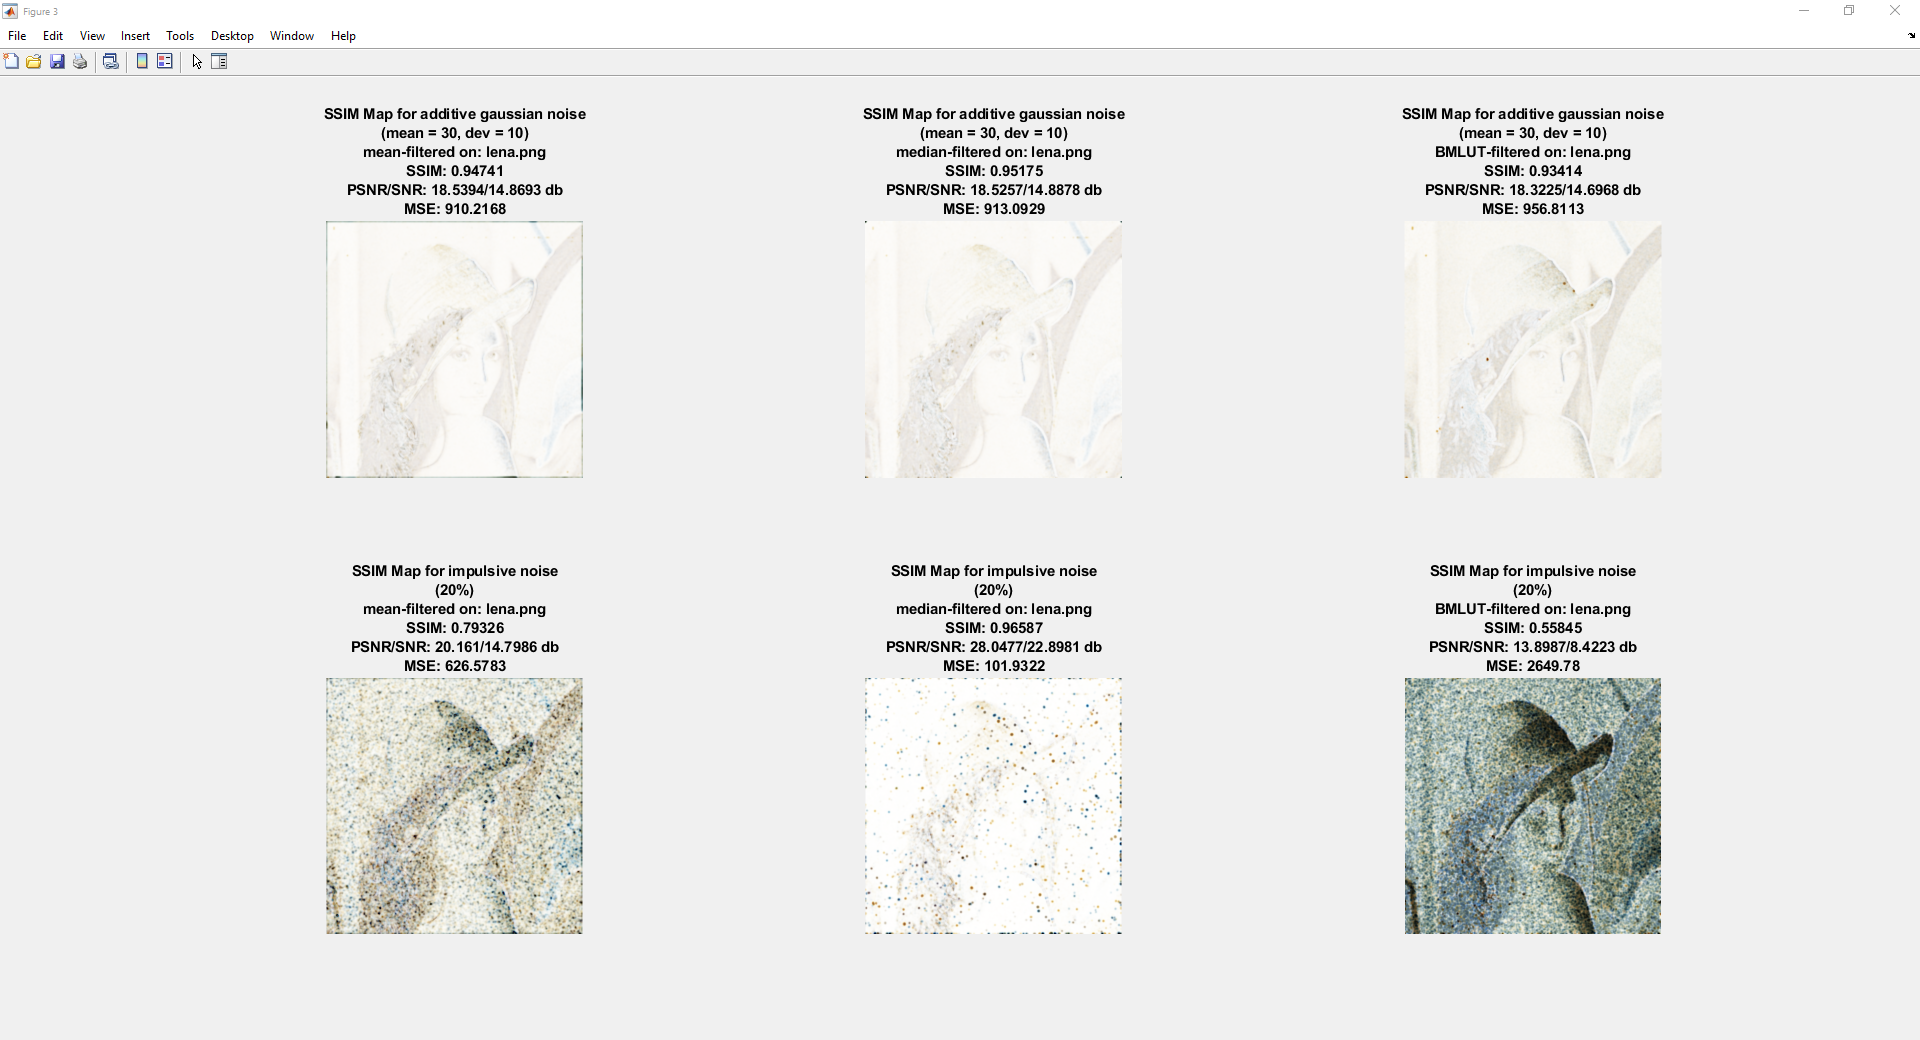 Figure 3
File Edit View Insert Tools Desktop Window Help
SSIM Map for additive gaussian noise
(mean = 30, dev = 10)
mean-filtered on: lena.png
SSIM: 0.94741
PSNR/SNR: 18.5394/14.8693 db
MSE: 910.2168
SSIM Map for additive gaussian noise
(mean = 30, dev = 10)
median-filtered on: lena.png
SSIM: 0.95175
PSNR/SNR: 18.5257/14.8878 db
MSE: 913.0929
SSIM Map for additive gaussian noise
(mean = 30, dev = 10)
BMLUT-filtered on: lena.png
SSIM: 0.93414
PSNR/SNR: 18.3225/14.6968 db
MSE: 956.8113
SSIM Map for impulsive noise
(20%)
mean-filtered on: lena.png
SSIM: 0.79326
PSNR/SNR: 20.161/14.7986 db
MSE: 626.5783
SSIM Map for impulsive noise
(20%)
median-filtered on: lena.png
SSIM: 0.96587
PSNR/SNR: 28.0477/22.8981 db
MSE: 101.9322
SSIM Map for impulsive noise
(20%)
BMLUT-filtered on: lena.png
SSIM: 0.55845
PSNR/SNR: 13.8987/8.4223 db
MSE: 2649.78